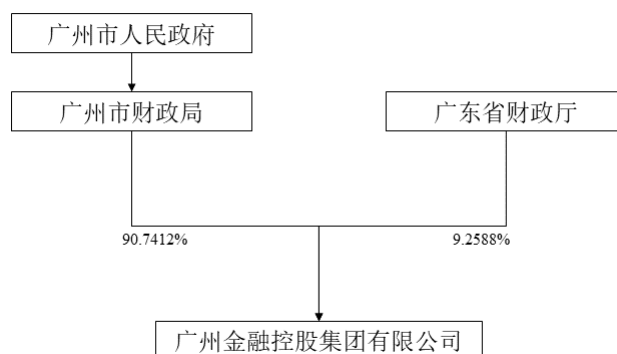 广州市人民政府
广州市财政局
广东省财政厅
90.7412%
9.2588%
广州金融控股集团有限公司